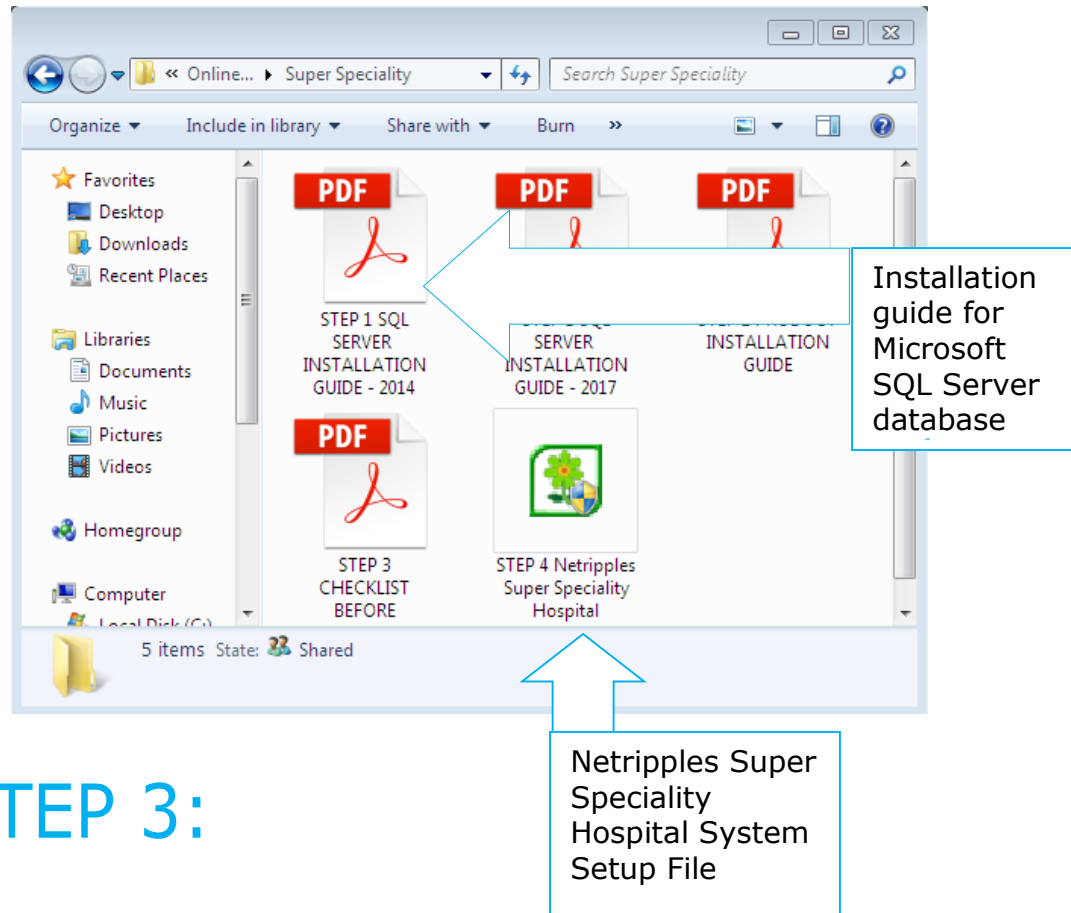 « Online... Super Speciality
Search Super Speciality
Organize
Include in library
Share with
Burn
»
Favorites
Desktop
Downloads
Recent Places
Libraries
Documents
Music
Pictures
Videos
Homegroup
Computer
Local Disk (C:)
PDF
STEP 1 SQL
SERVER
INSTALLATION
GUIDE - 2014
PDF
SERVER
INSTALLATION
GUIDE - 2017
PDF
INSTALLATION
GUIDE
PDF
STEP 3
CHECKLIST
BEFORE
STEP 4 Netripples
Super Speciality
Hospital
5 items State: Shared
Installation
guide for
Microsoft
SQL Server
database
Netripples Super
Speciality
Hospital System
Setup File
TEP 3: